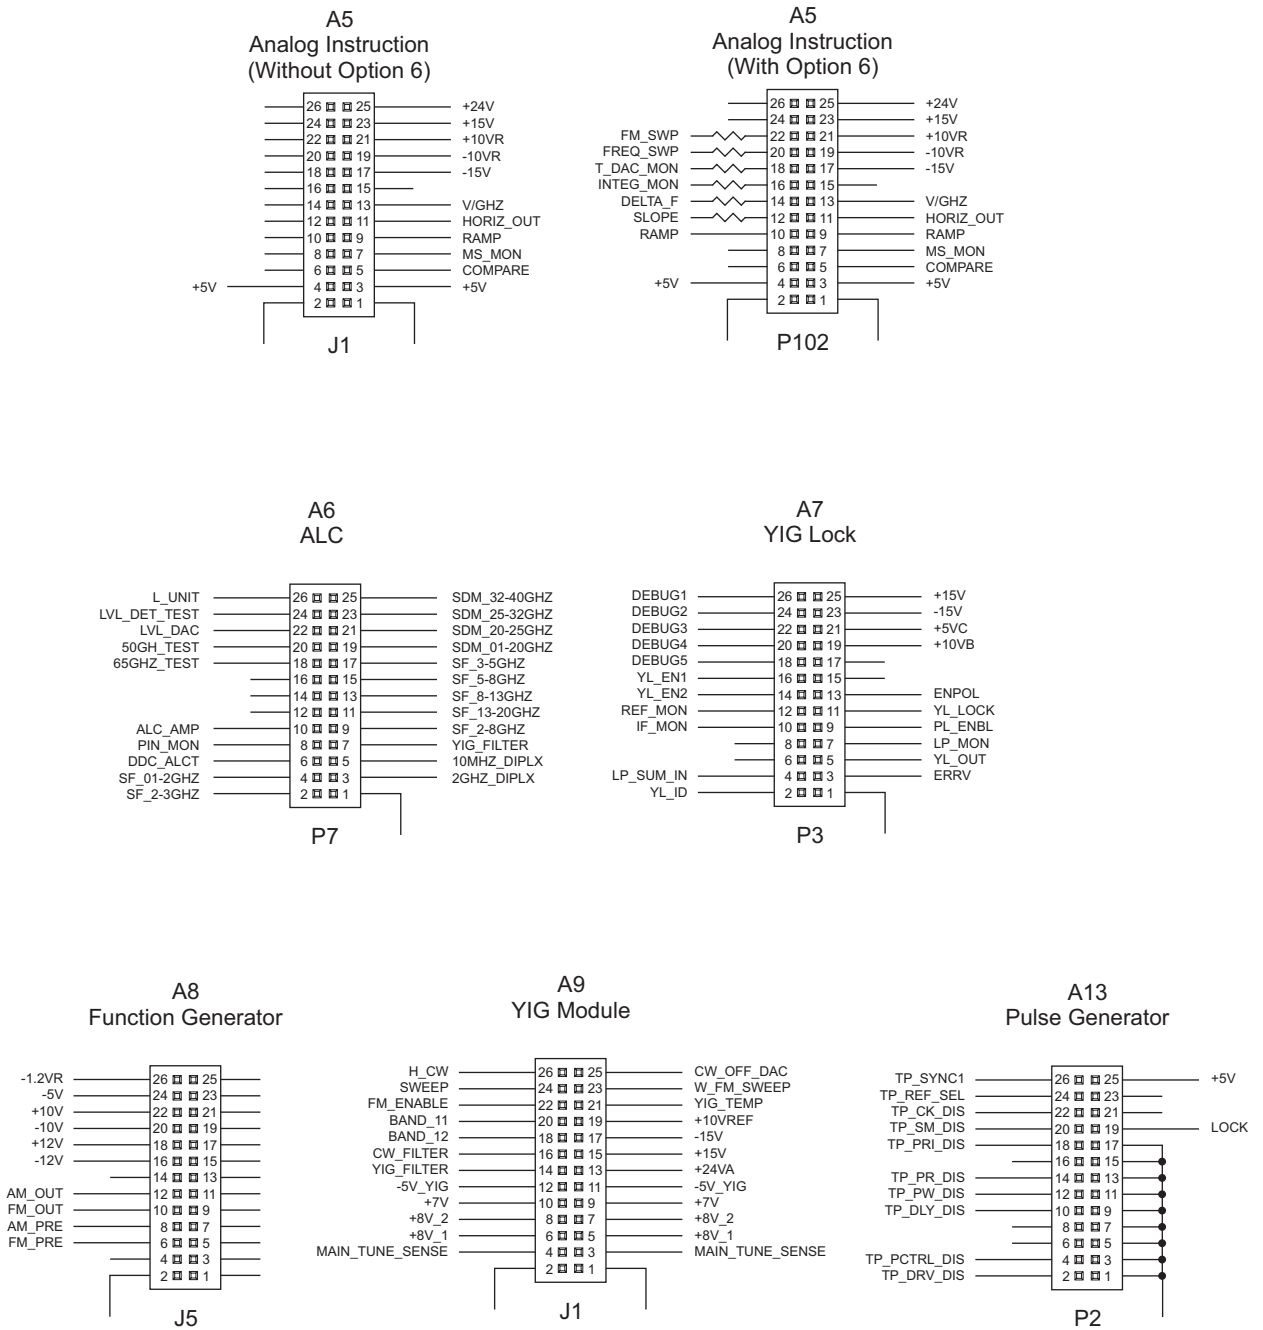 A5
Analog Instruction
(Without Option 6)
26 25 +24V
24 23 +15V
22 21 +10VR
20 19 -10VR
18 17 -15V
16 15
14 13 V/GHZ
12 11 HORIZ_OUT
10 9 RAMP
8 7 MS_MON
6 5 COMPARE
+5V 4 3 +5V
2 1
J1
A5
Analog Instruction
(With Option 6)
26 25 +24V
24 23 +15V
FM_SWP 22 21 +10VR
FREQ_SWP 20 19 -10VR
T_DAC_MON 18 17 -15V
INTEG_MON 16 15
DELTA_F 14 13 V/GHZ
SLOPE 12 11 HORIZ_OUT
RAMP 10 9 RAMP
8 7 MS_MON
6 5 COMPARE
+5V 4 3 +5V
2 1
P102
A6
ALC
L_UNIT 26 25 SDM_32-40GHZ
LVL_DET_TEST 24 23 SDM_25-32GHZ
LVL_DAC 22 21 SDM_20-25GHZ
50GH_TEST 20 19 SDM_01-20GHZ
65GHZ_TEST 18 17 SF_3-5GHZ
16 15 SF_5-8GHZ
14 13 SF_8-13GHZ
12 11 SF_13-20GHZ
ALC_AMP 10 9 SF_2-8GHZ
PIN_MON 8 7 YIG_FILTER
DDC_ALCT 6 5 10MHZ_DIPLX
SF_01-2GHZ 4 3 2GHZ_DIPLX
SF_2-3GHZ 2 1
P7
A7
YIG Lock
DEBUG1 26 25 +15V
DEBUG2 24 23 -15V
DEBUG3 22 21 +5VC
DEBUG4 20 19 +10VB
DEBUG5 18 17
YL_EN1 16 15
YL_EN2 14 13 ENPOL
REF_MON 12 11 YL_LOCK
IF_MON 10 9 PL_ENBL
8 7 LP_MON
6 5 YL_OUT
LP_SUM_IN 4 3 ERRV
YL_ID 2 1
P3
A8
Function Generator
-1.2VR 26 25
-5V 24 23
+10V 22 21
-10V 20 19
+12V 18 17
-12V 16 15
14 13
AM_OUT 12 11
FM_OUT 10 9
AM_PRE 8 7
FM_PRE 6 5
4 3
2 1
J5
A9
YIG Module
H_CW 26 25 CW_OFF_DAC
SWEEP 24 23 W_FM_SWEEP
FM_ENABLE 22 21 YIG_TEMP
BAND_11 20 19 +10VREF
BAND_12 18 17 -15V
CW_FILTER 16 15 +15V
YIG_FILTER 14 13 +24VA
-5V_YIG 12 11 -5V_YIG
+7V 10 9 +7V
+8V_2 8 7 +8V_2
+8V_1 6 5 +8V_1
MAIN_TUNE_SENSE 4 3 MAIN_TUNE_SENSE
2 1
J1
A13
Pulse Generator
TP_SYNC1 26 25 +5V
TP_REF_SEL 24 23
TP_CK_DIS 22 21
TP_SM_DIS 20 19 LOCK
TP_PRI_DIS 18 17
16 15
TP_PR_DIS 14 13
TP_PW_DIS 12 11
TP_DLY_DIS 10 9
8 7
6 5
TP_PCTRL_DIS 4 3
TP_DRV_DIS 2 1
P2